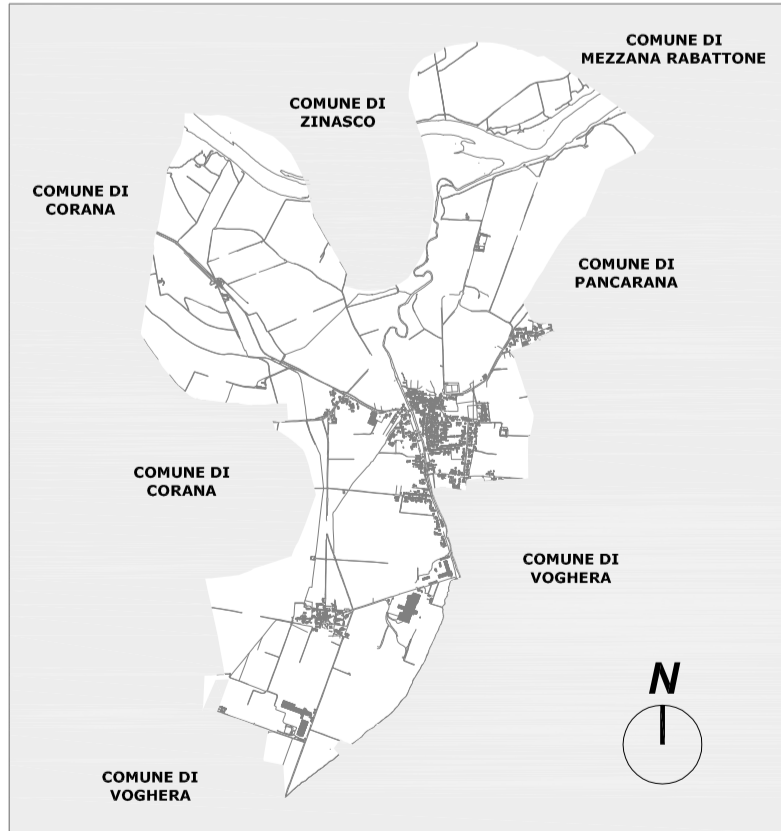 COMUNE DI
MEZZANA RABATTONE
COMUNE DI
ZINASCO
COMUNE DI
CORANA
COMUNE DI
PANCARANA
COMUNE DI
CORANA
COMUNE DI
VOGHERA
N
COMUNE DI
VOGHERA